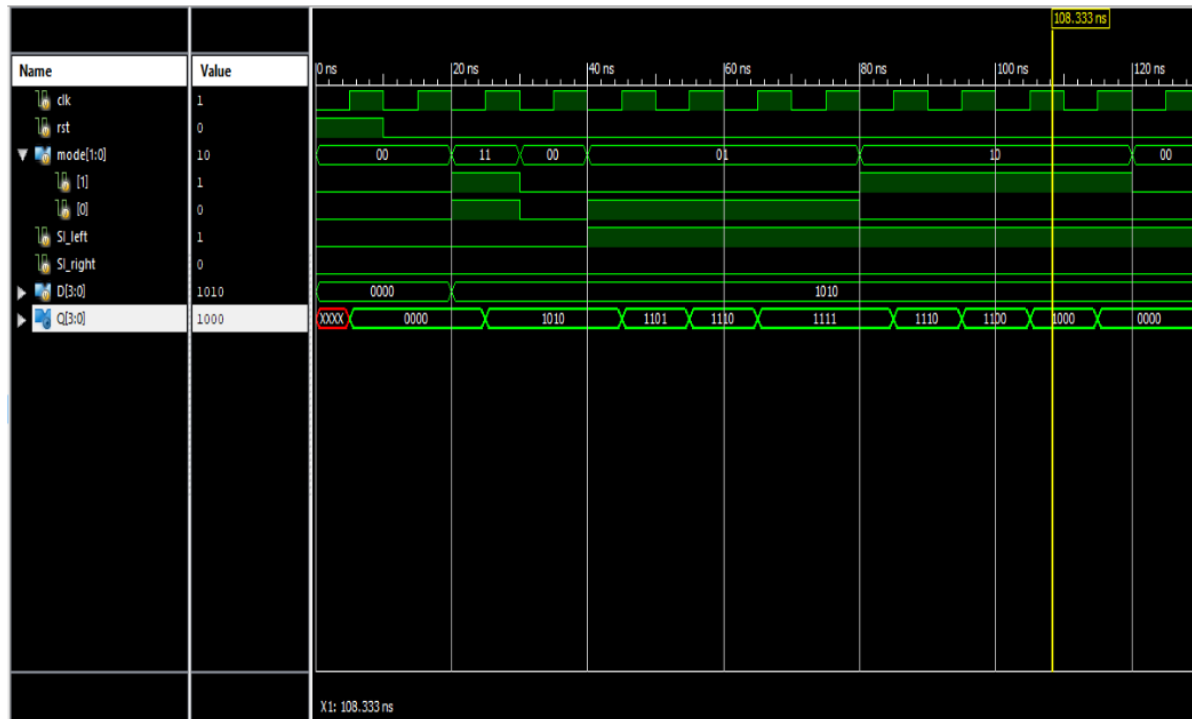 108.333 ns
Name Value 0 ns 20 ns 40 ns 60 ns 80 ns 100 ns 120 ns
clk 1
rst 0
mode[1:0] 10 00 11 00 01 10 00
[1] 1
[0] 0
SI_left 1
SI_right 0
D[3:0] 1010 0000 1010
Q[3:0] 1000 XXXX 0000 1010 1101 1110 1111 1110 1100 1000 0000
X1: 108.333 ns